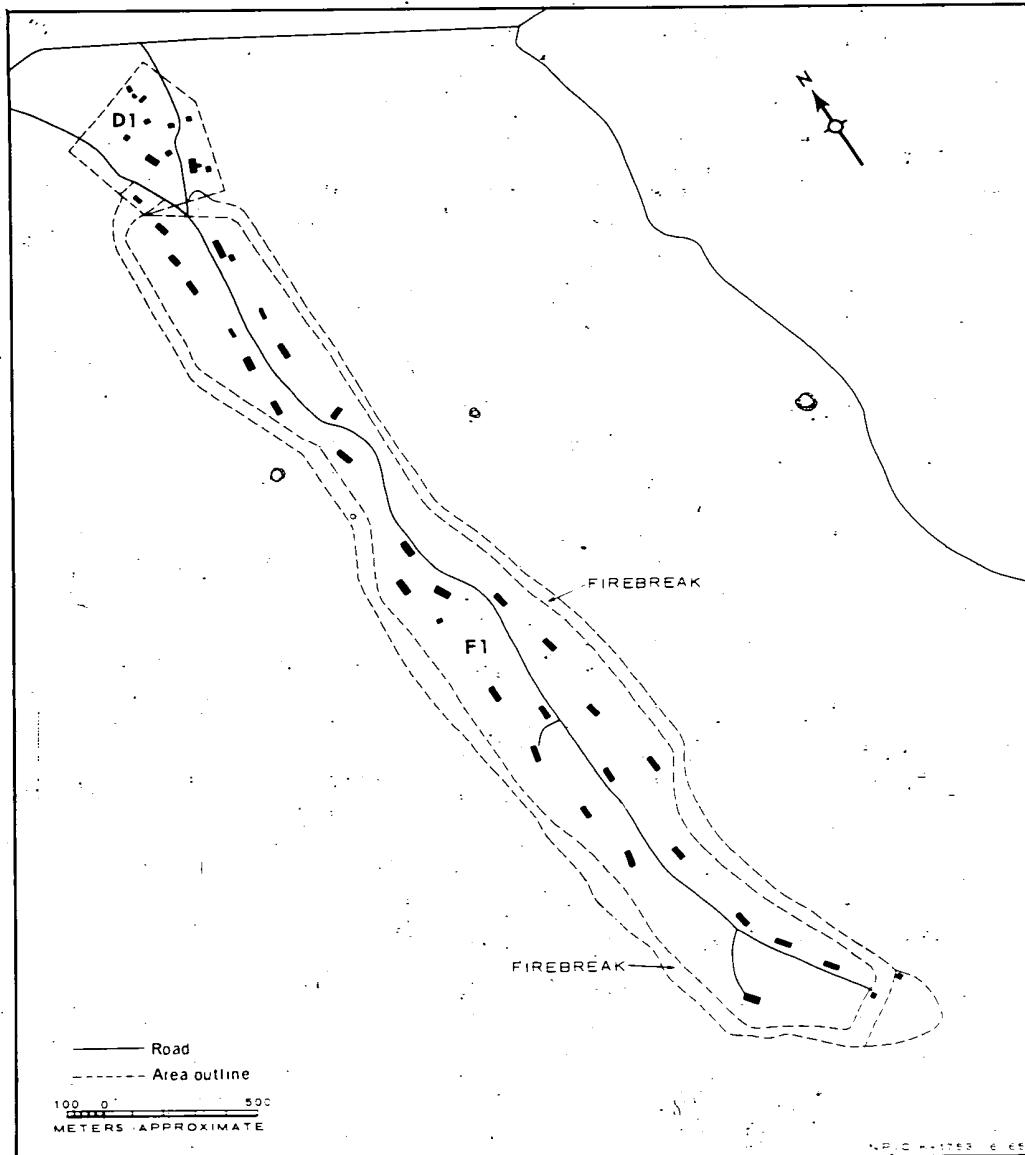 N
D1
FIREBREAK
F1
FIREBREAK
Road
Area outline
100 0 500
METERS APPROXIMATE